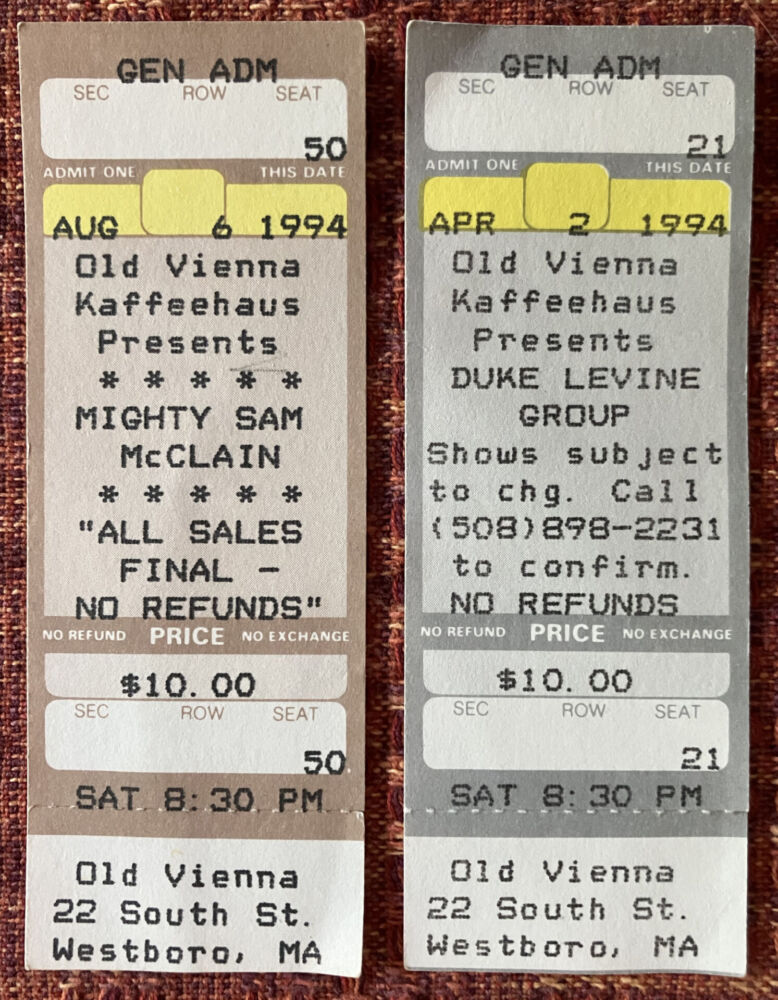 GEN ADM
SEC ROW SEAT
50
ADMIT ONE THIS DATE
AUG 6 1994
Old Vienna
Kaffeehaus
Presents
* * * * *
MIGHTY SAM
McCLAIN
* * * * *
"ALL SALES
FINAL -
NO REFUNDS"
NO REFUND PRICE NO EXCHANGE
$10.00
SEC ROW SEAT
50
SAT 8:30 PM
Old Vienna
22 South St.
Westboro, MA
GEN ADM
SEC ROW SEAT
21
ADMIT ONE THIS DATE
APR 2 1994
Old Vienna
Kaffeehaus
Presents
DUKE LEVINE
GROUP
Shows subject
to chg. Call
(508)898-2231
to confirm.
NO REFUNDS
NO REFUND PRICE NO EXCHANGE
$10.00
SEC ROW SEAT
21
SAT 8:30 PM
Old Vienna
22 South St.
Westboro, MA